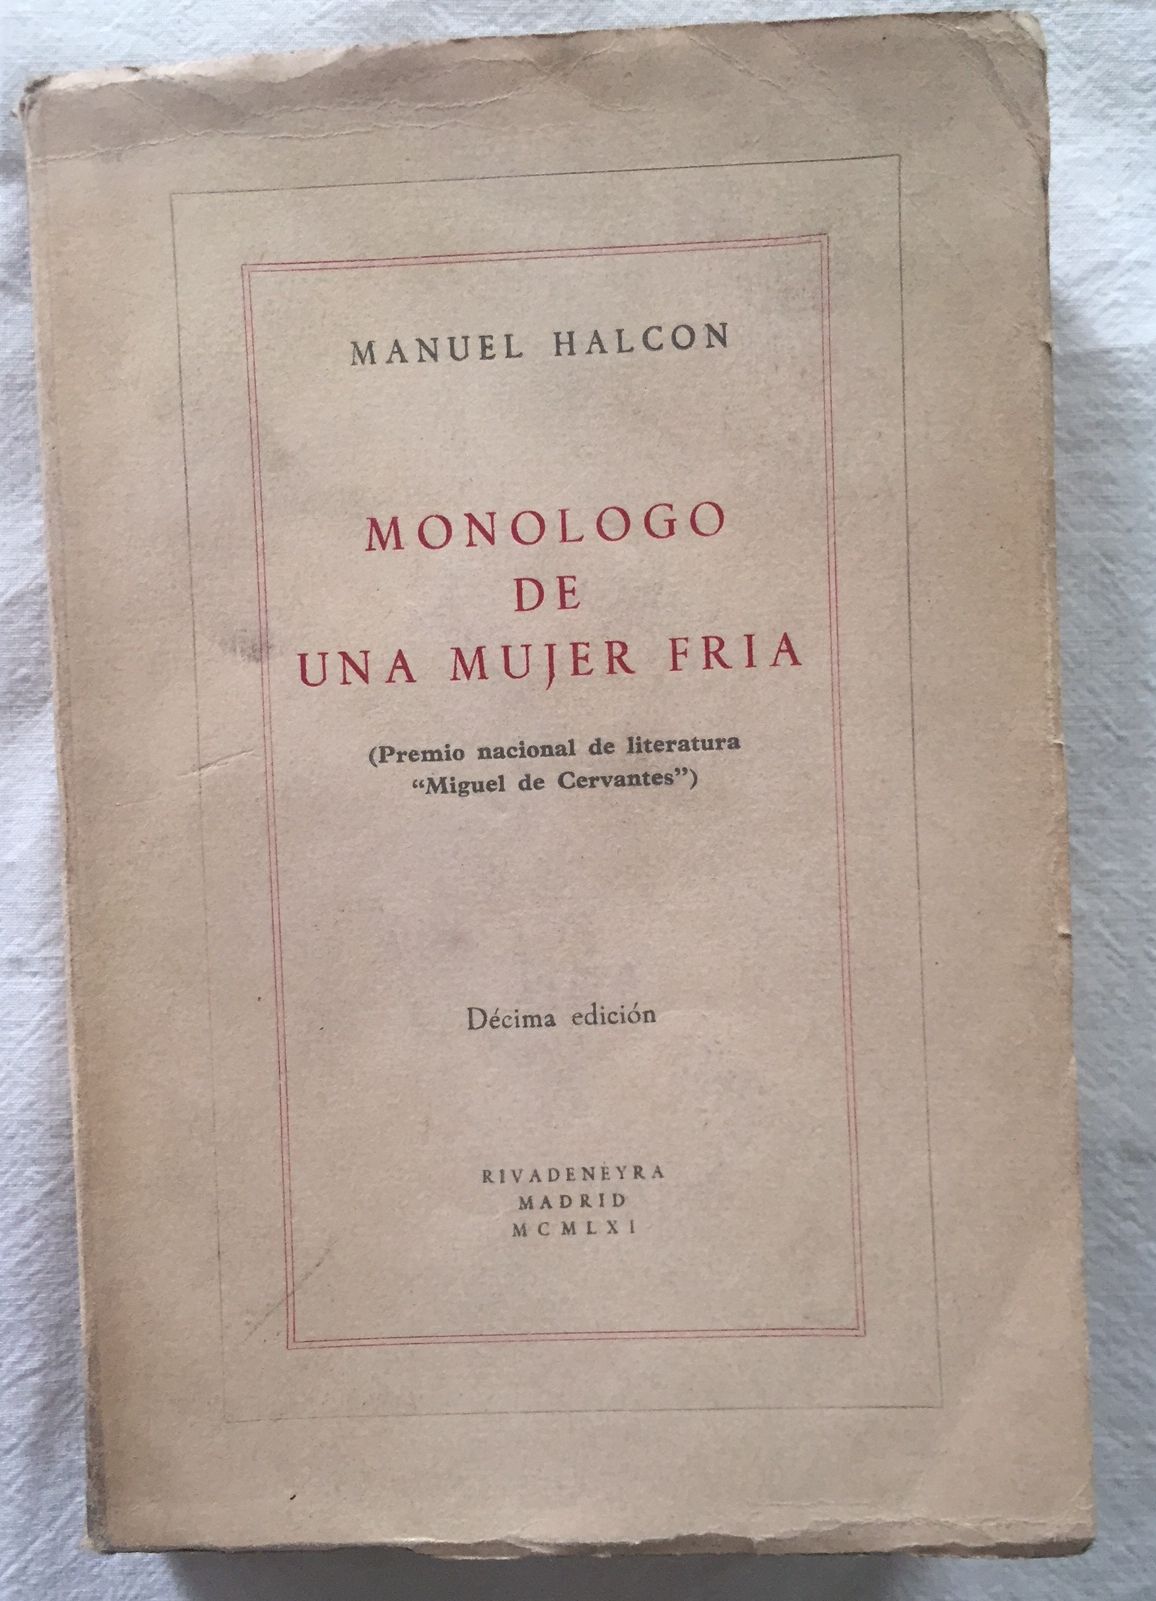 MANUEL HALCON
MONOLOGO
DE
UNA MUJER FRIA
(Premio nacional de literatura
“Miguel de Cervantes”)
Décima edición
RIVADENEYRA
MADRID
MCMLXI